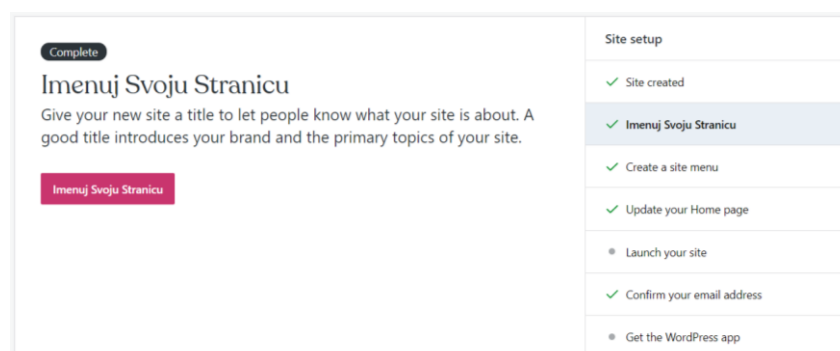 Complete
Imenuj Svoju Stranicu
Give your new site a title to let people know what your site is about. A
good title introduces your brand and the primary topics of your site.
Imenuj Svoju Stranicu
Site setup
Site created
Imenuj Svoju Stranicu
Create a site menu
Update your Home page
Launch your site
Confirm your email address
Get the WordPress app